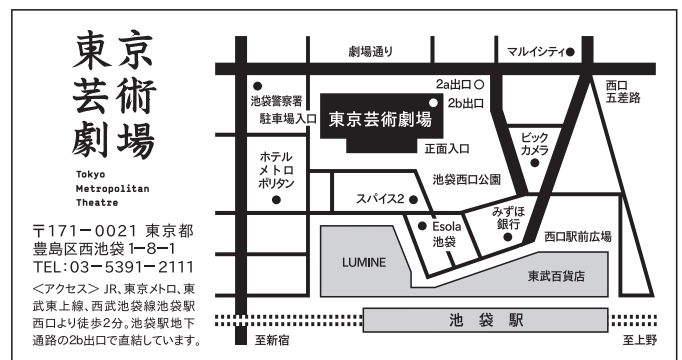 東京
芸術
劇場
Tokyo
Metropolitan
Theatre
〒171-0021 東京都
豊島区西池袋1-8-1
TEL:03-5391-2111
＜アクセス＞ JR、東京メトロ、東
武東上線、西武池袋線池袋駅
西口より徒歩2分。池袋駅地下
通路の2b出口で直結しています。
劇場通り
マルイシティ
2a出口
2b出口
西口
五差路
池袋警察署
駐車場入口
東京芸術劇場
正面入口
ビック
カメラ
ホテル
メトロ
ポリタン
池袋西口公園
スパイス2
みずほ
銀行
Esola
池袋
西口駅前広場
LUMINE
東武百貨店
池袋駅
至新宿
至上野